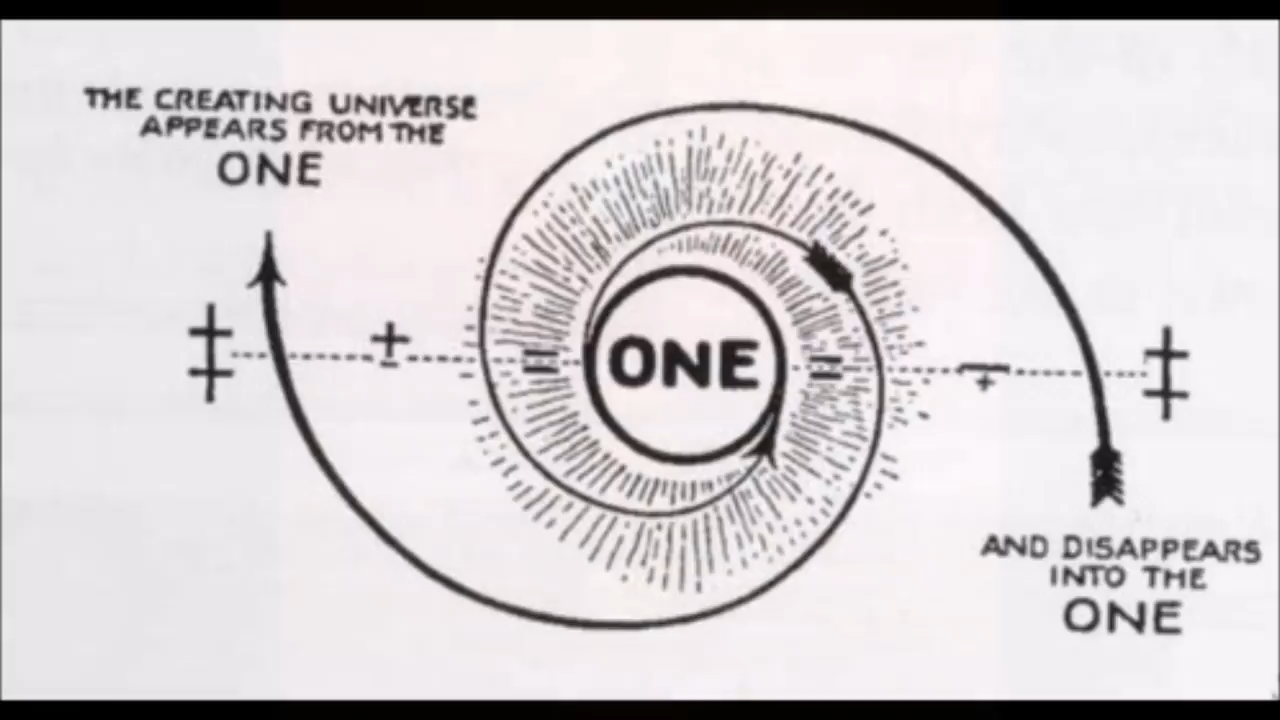 THE CREATING UNIVERSE
APPEARS FROM THE
ONE
‡ ± = ONE = ∓ ‡
AND DISAPPEARS
INTO THE
ONE